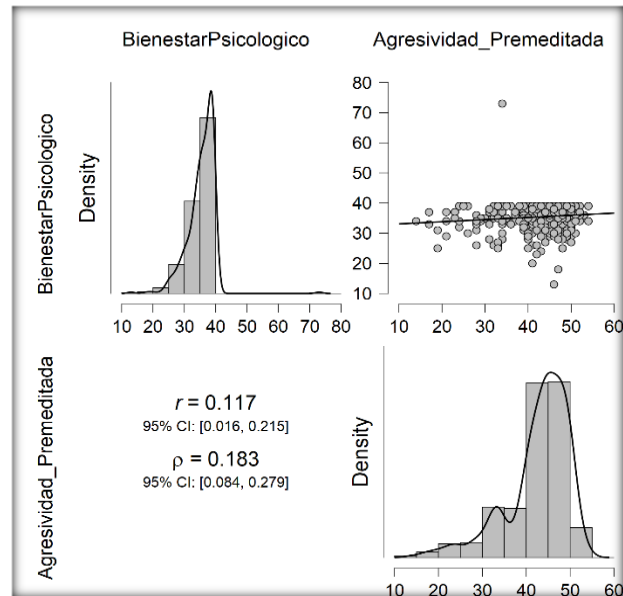 BienestarPsicologico
Agresividad_Premeditada
BienestarPsicologico
Density
80
70
60
50
40
30
20
10
10 20 30 40 50 60 70 80
10 20 30 40 50 60
Agresividad_Premeditada
r = 0.117
95% CI: [0.016, 0.215]
ρ = 0.183
95% CI: [0.084, 0.279]
Density
10 20 30 40 50 60